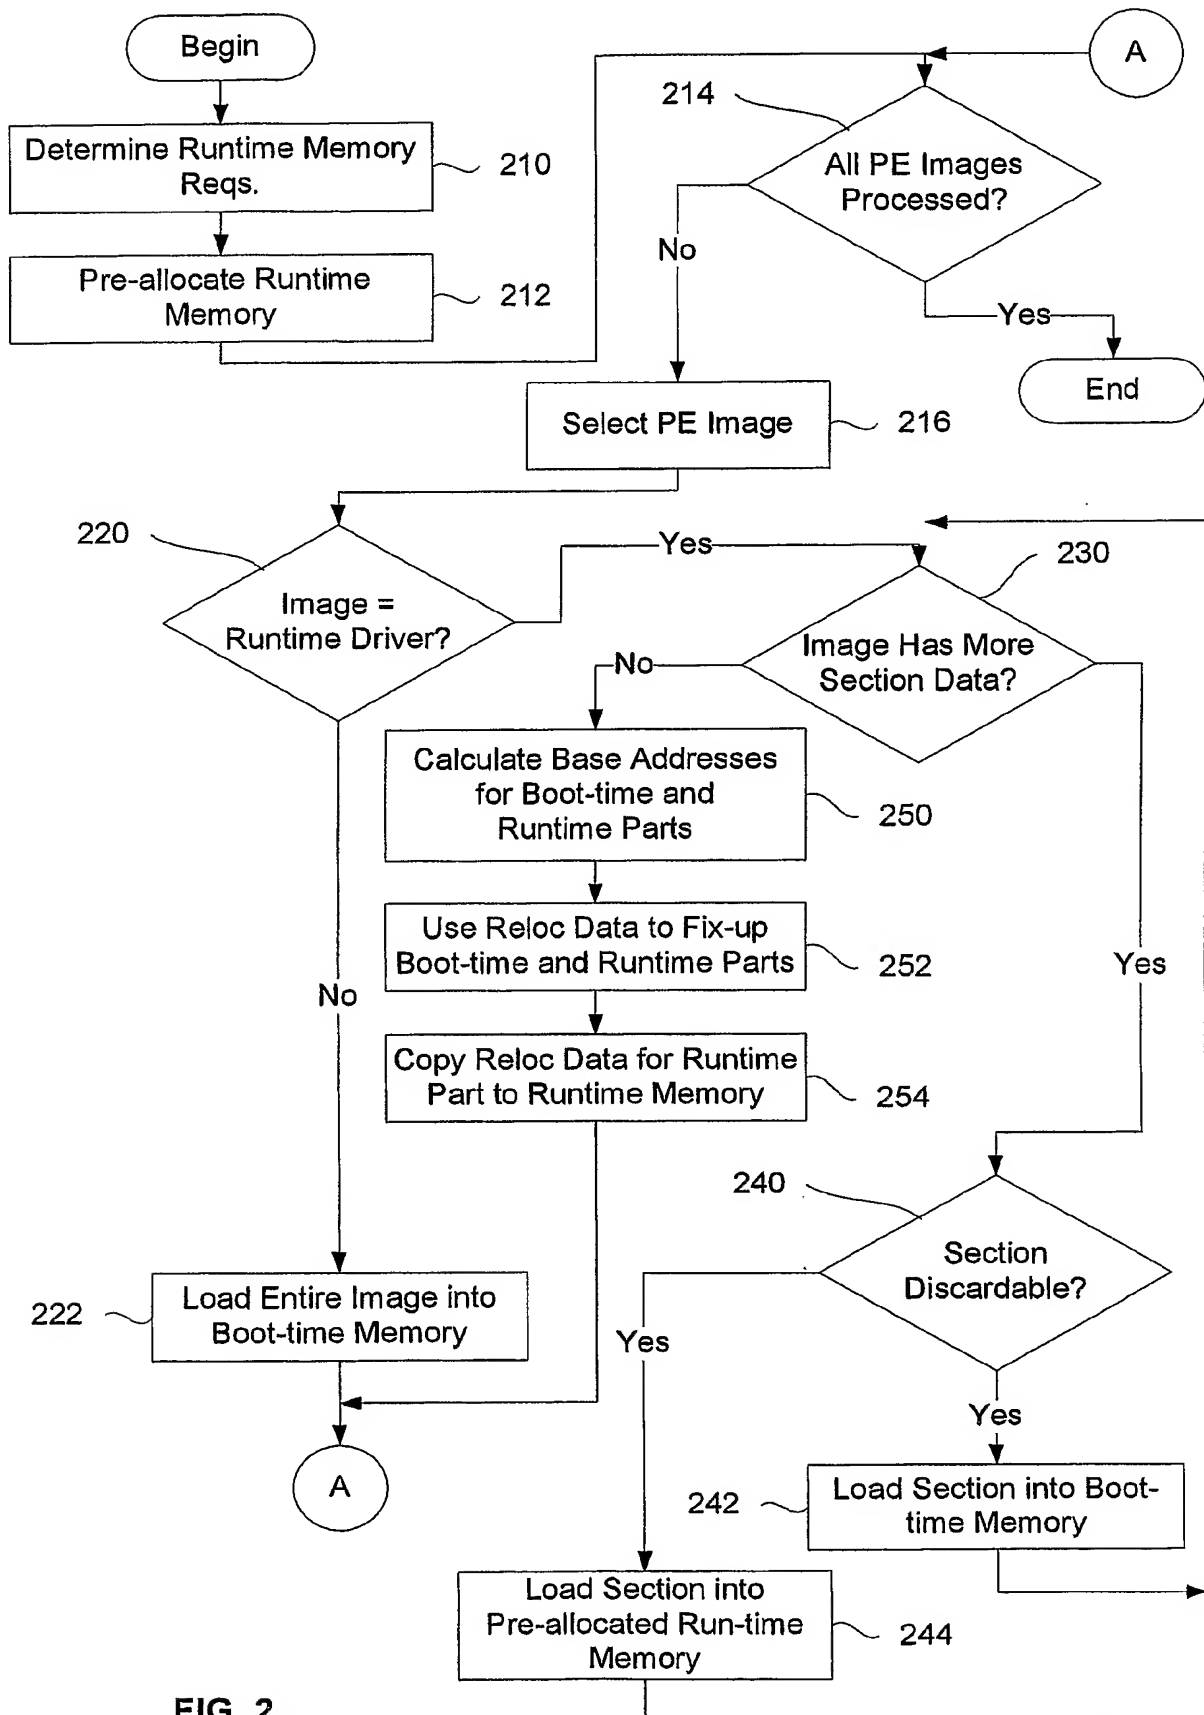 Begin
A
214
Determine Runtime Memory
Reqs.
210
All PE Images
Processed?
No
Pre-allocate Runtime
Memory
212
Yes
End
Select PE Image
216
220
Yes
230
Image =
Runtime Driver?
Image Has More
Section Data?
No
Calculate Base Addresses
for Boot-time and
Runtime Parts
250
Use Reloc Data to Fix-up
Boot-time and Runtime Parts
252
Yes
No
Copy Reloc Data for Runtime
Part to Runtime Memory
254
240
Section
Discardable?
222
Load Entire Image into
Boot-time Memory
Yes
Yes
A
242
Load Section into Boot-
time Memory
Load Section into
Pre-allocated Run-time
Memory
244
FIG. 2